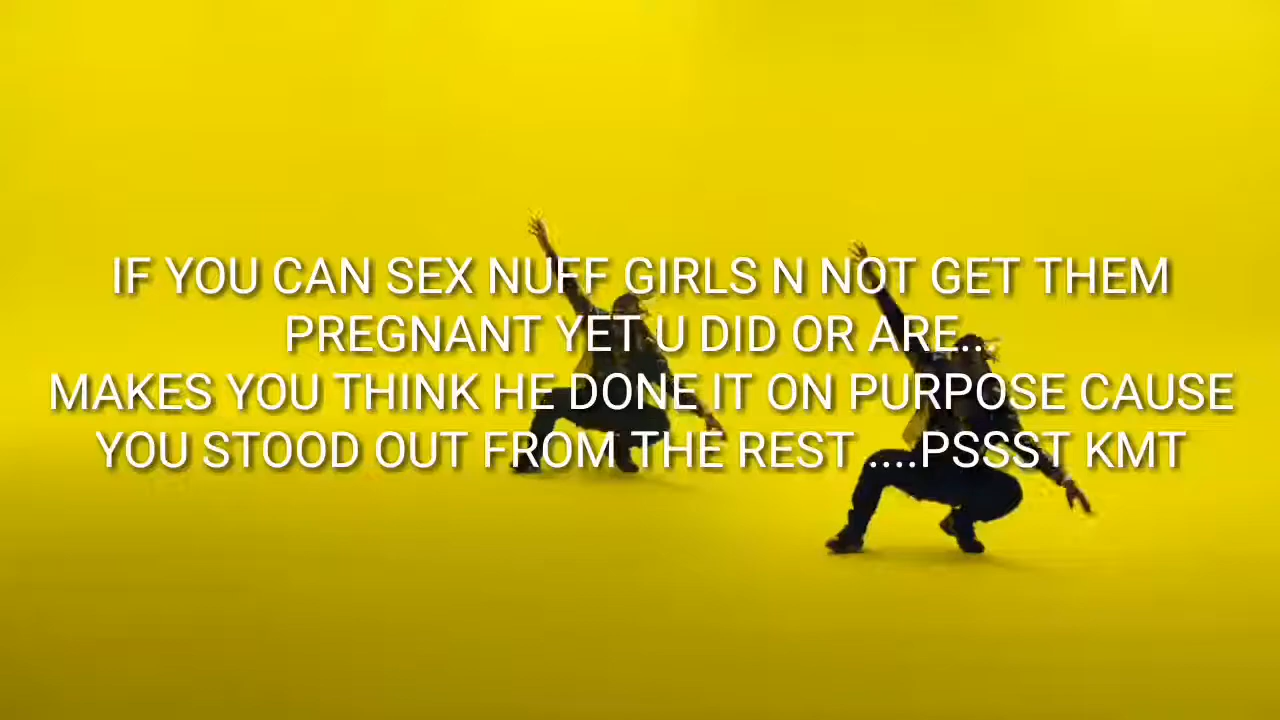 IF YOU CAN SEX NUFF GIRLS N NOT GET THEM
PREGNANT YET U DID OR ARE...
MAKES YOU THINK HE DONE IT ON PURPOSE CAUSE
YOU STOOD OUT FROM THE REST ....PSSST KMT